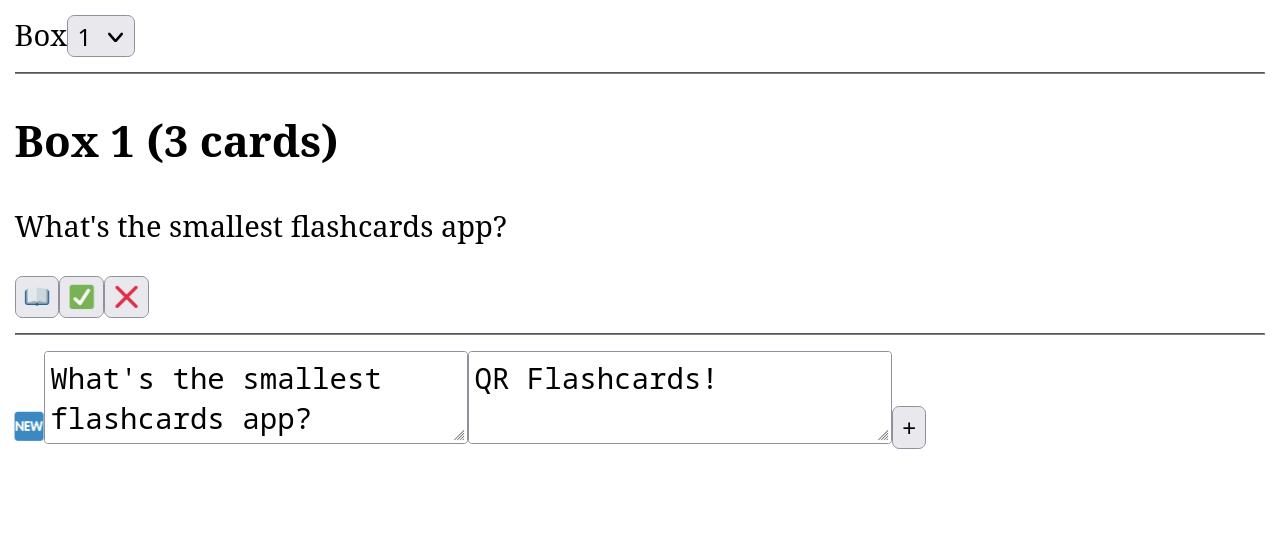 Box 1
Box 1 (3 cards)
What's the smallest flashcards app?
NEW
What's the smallest
flashcards app?
QR Flashcards!
+